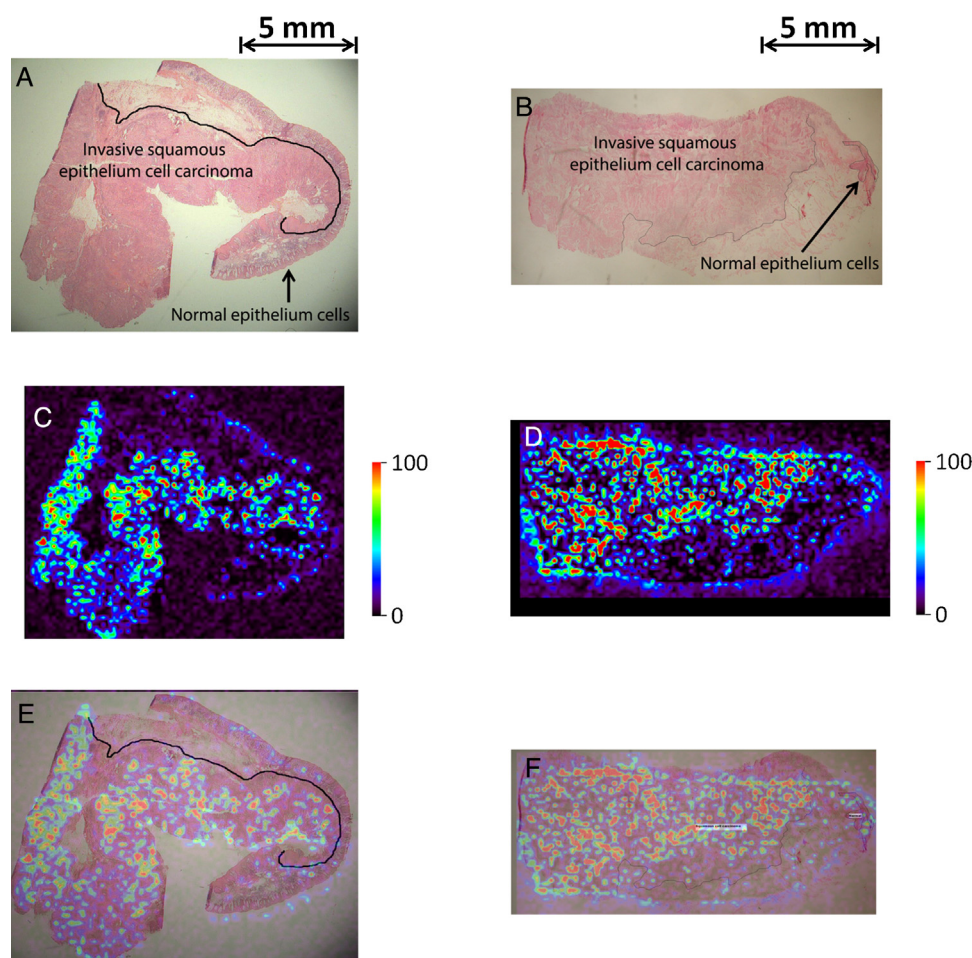 5 mm
5 mm
A
B
Invasive squamous
epithelium cell carcinoma
Invasive squamous
epithelium cell carcinoma
Normal epithelium cells
Normal epithelium cells
C
D
100
0
100
0
E
F